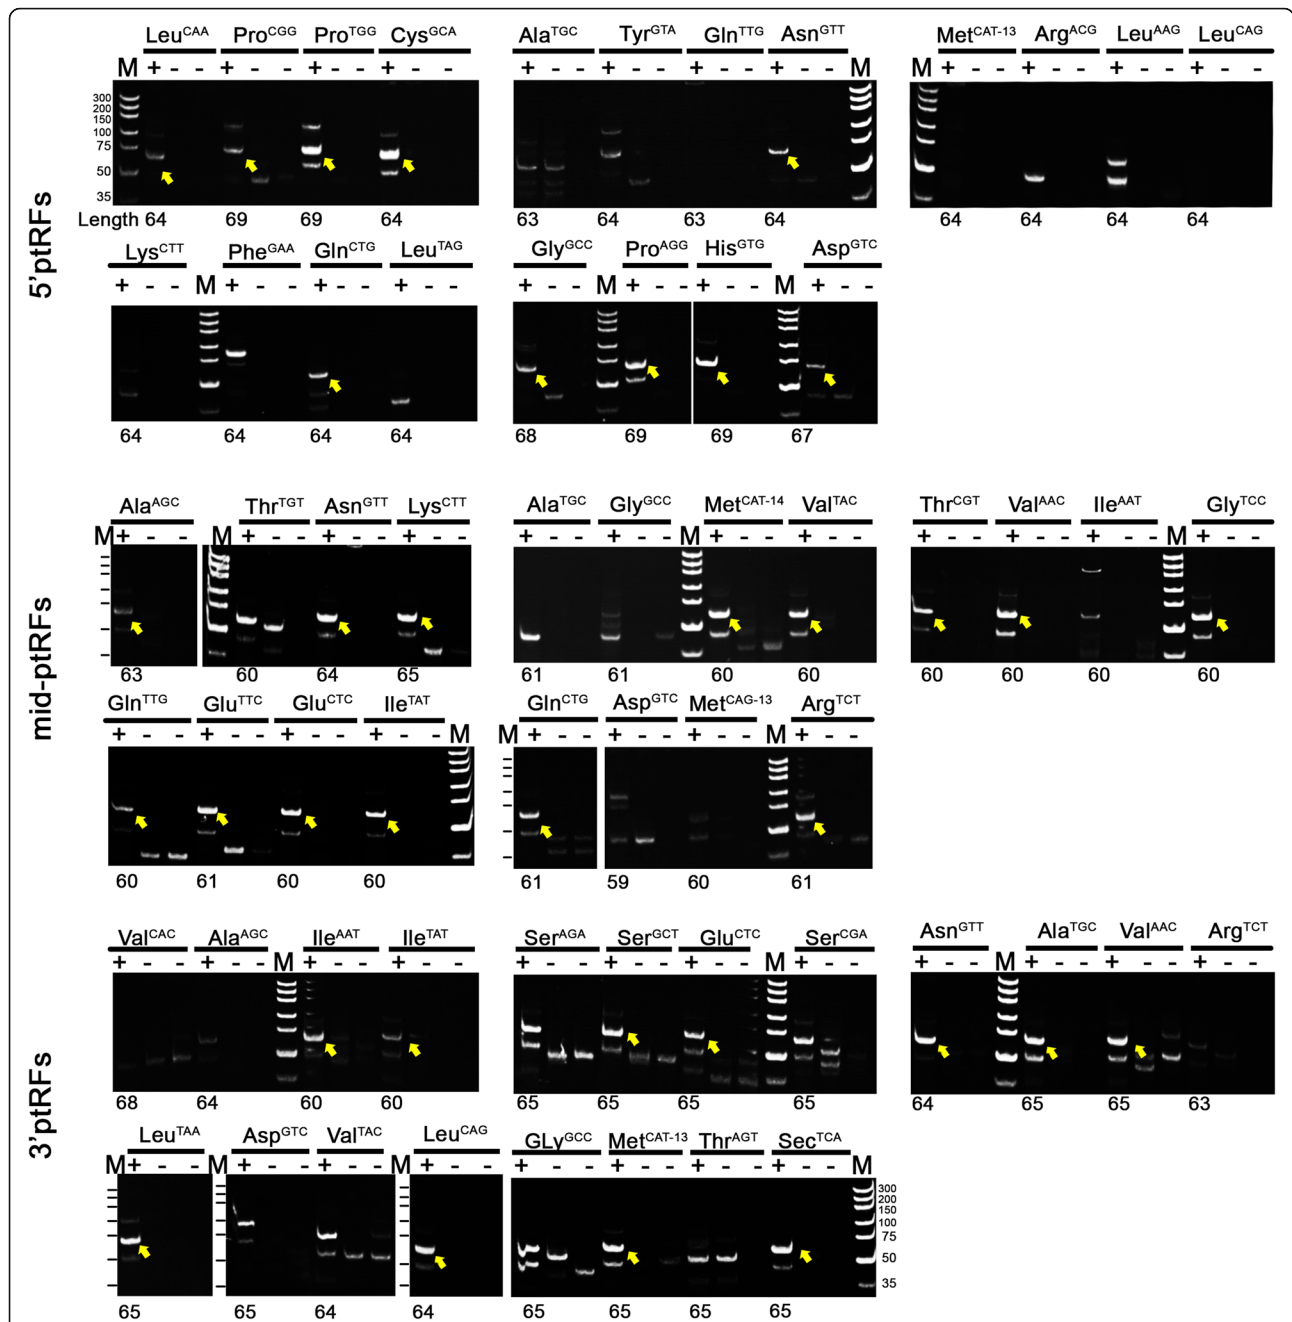 5'ptRFs
Leu^CAA Pro^CGG Pro^TGG Cys^GCA Ala^TGC Tyr^GTA Gln^TTG Asn^GTT Met^CAT-13 Arg^ACG Leu^AAG Leu^CAG
M + - - + - - + - - + - - + - - + - - + - - + - - M M + - - + - - + - - + - -
300
200
150
100
75
50
35
Length 64 69 69 64 63 64 63 64 64 64 64 64
Lys^CTT Phe^GAA Gln^CTG Leu^TAG Gly^GCC Pro^AGG His^GTG Asp^GTC
+ - - M + - - + - - + - - + - - M + - - + - - M + - -
64 64 64 64 68 69 69 67
mid-ptRFs
Ala^AGC Thr^TGT Asn^GTT Lys^CTT Ala^TGC Gly^GCC Met^CAT-14 Val^TAC Thr^CGT Val^AAC Ile^AAT Gly^TCC
M + - - M + - - + - - + - - + - - + - - M + - - + - - + - - + - - + - - M + - -
63 60 64 65 61 61 60 60 60 60 60 60
Gln^TTG Glu^TTC Glu^CTC Ile^TAT Gln^CTG Asp^GTC Met^CAG-13 Arg^TCT
+ - - + - - + - - + - - M M + - - + - - + - - M + - -
60 61 60 60 61 59 60 61
3'ptRFs
Val^CAC Ala^AGC Ile^AAT Ile^TAT Ser^AGA Ser^GCT Glu^CTC Ser^CGA Asn^GTT Ala^TGC Val^AAC Arg^TCT
+ - - + - - M + - - + - - + - - + - - + - - M + - - + - - M + - - + - - + - -
68 64 60 60 65 65 65 65 64 65 65 63
Leu^TAA Asp^GTC Val^TAC Leu^CAG GLy^GCC Met^CAT-13 Thr^AGT Sec^TCA
M + - - M + - - + - - M + - - + - - + - - + - - + - - M
300
200
150
100
75
50
35
65 65 64 64 65 65 65 65